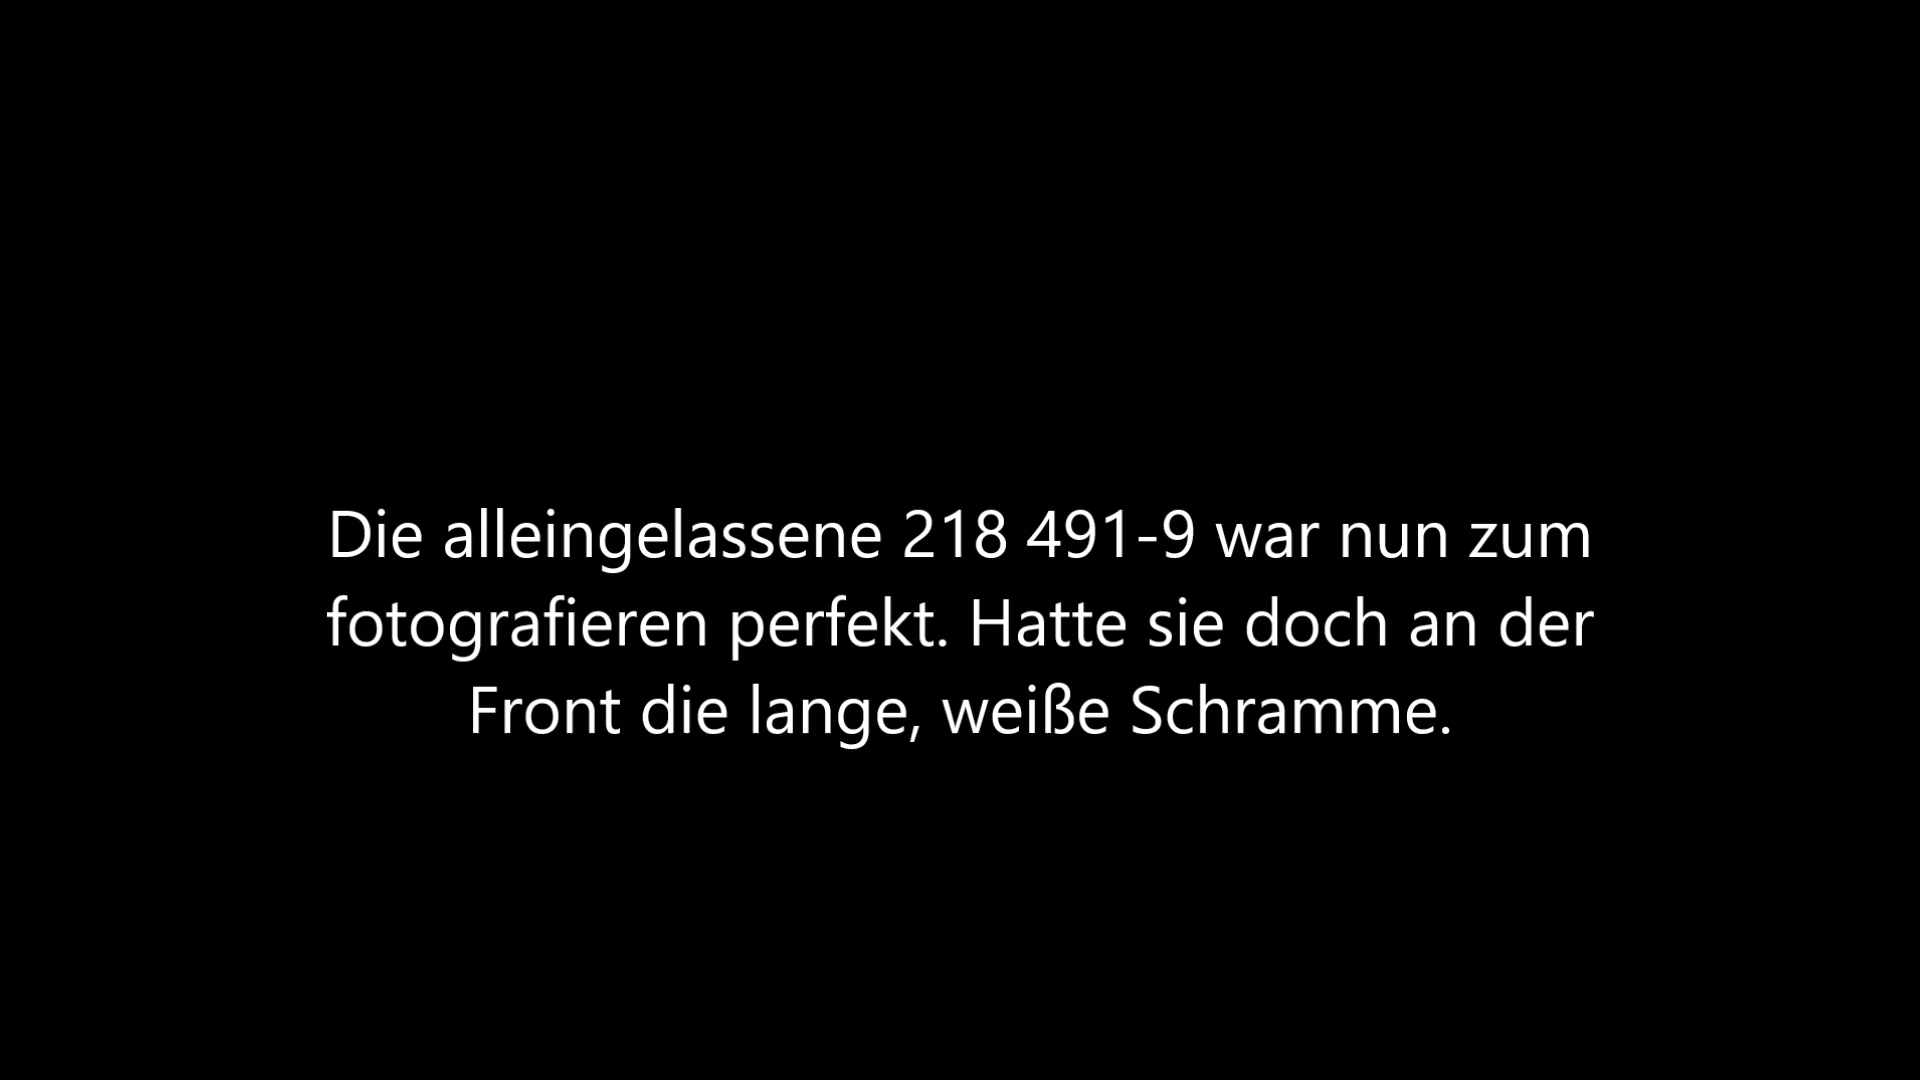 Die alleingelassene 218 491-9 war nun zum
fotografieren perfekt. Hatte sie doch an der
Front die lange, weiße Schramme.